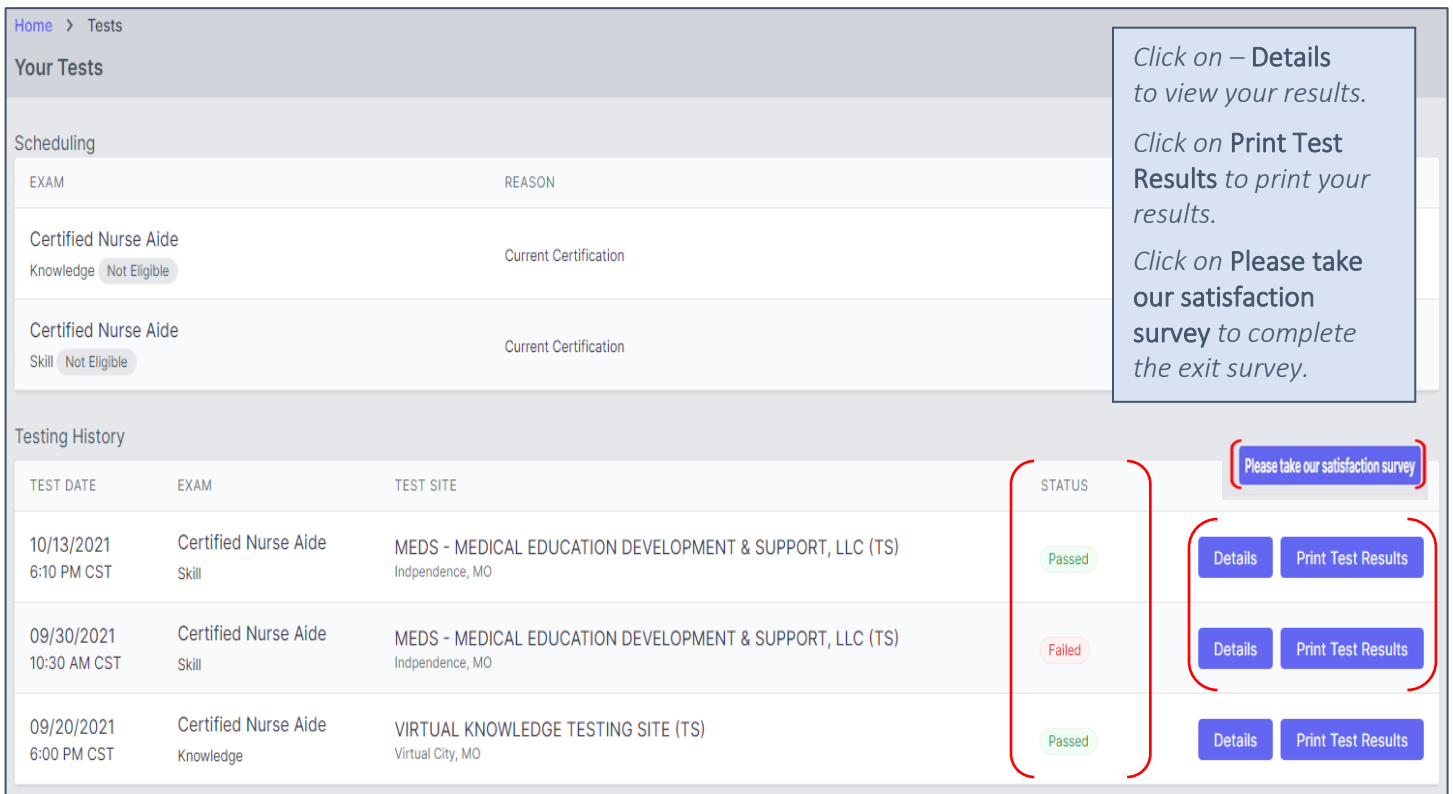 Home > Tests
Your Tests
Click on – Details
to view your results.
Click on Print Test
Results to print your
results.
Click on Please take
our satisfaction
survey to complete
the exit survey.
Scheduling
EXAM REASON
Certified Nurse Aide
Knowledge Not Eligible
Current Certification
Certified Nurse Aide
Skill Not Eligible
Current Certification
Testing History
Please take our satisfaction survey
TEST DATE EXAM TEST SITE STATUS
10/13/2021 Certified Nurse Aide MEDS - MEDICAL EDUCATION DEVELOPMENT & SUPPORT, LLC (TS)
6:10 PM CST Skill Indpendence, MO
Passed Details Print Test Results
09/30/2021 Certified Nurse Aide MEDS - MEDICAL EDUCATION DEVELOPMENT & SUPPORT, LLC (TS)
10:30 AM CST Skill Indpendence, MO
Failed Details Print Test Results
09/20/2021 Certified Nurse Aide VIRTUAL KNOWLEDGE TESTING SITE (TS)
6:00 PM CST Knowledge Virtual City, MO
Passed Details Print Test Results